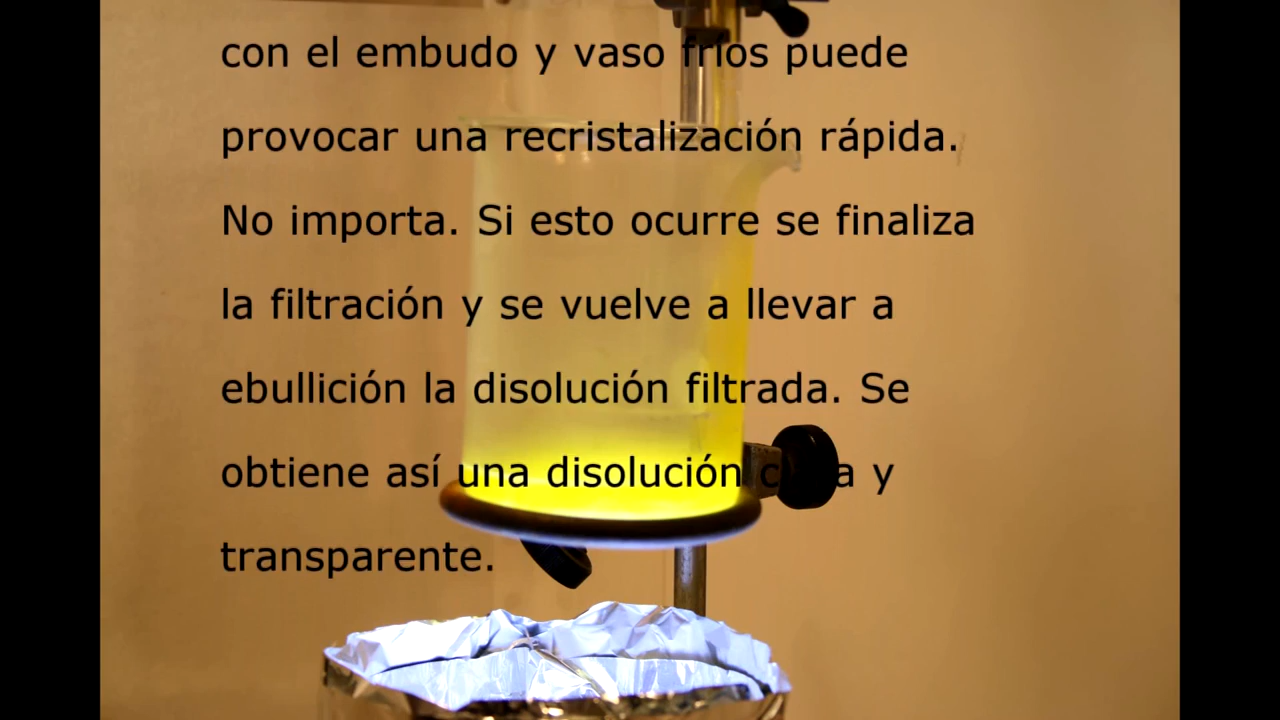 con el embudo y vaso fríos puede
provocar una recristalización rápida.
No importa. Si esto ocurre se finaliza
la filtración y se vuelve a llevar a
ebullición la disolución filtrada. Se
obtiene así una disolución y
transparente.